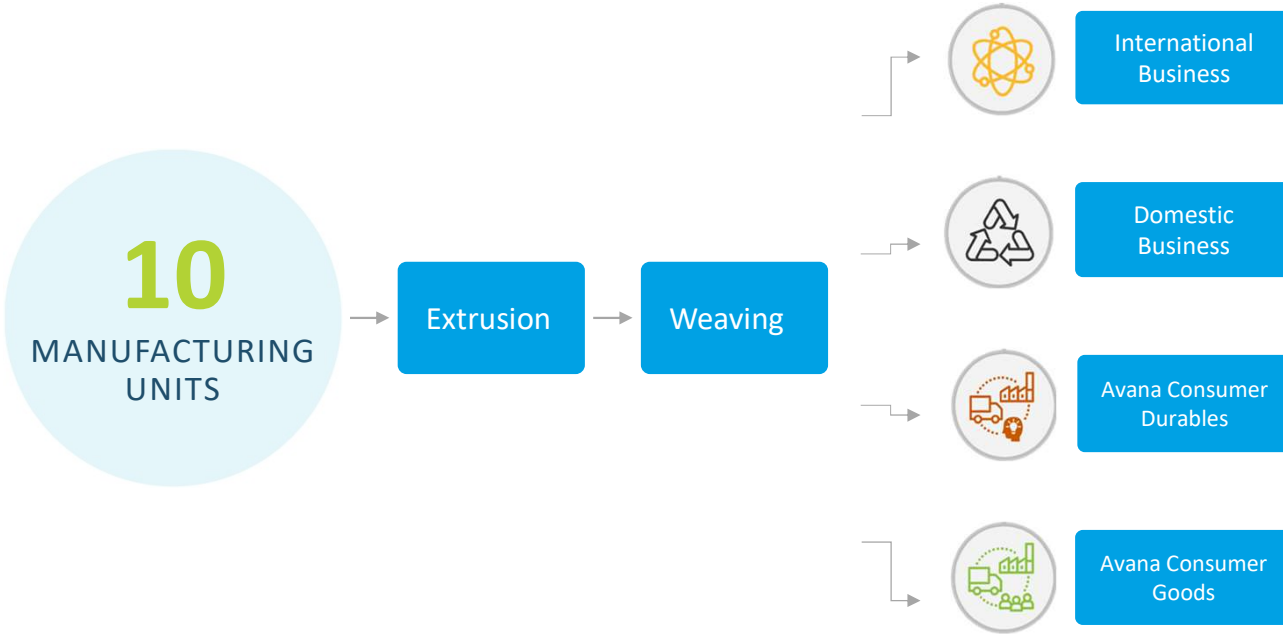 10
MANUFACTURING
UNITS
Extrusion
Weaving
International
Business
Domestic
Business
Avana Consumer
Durables
Avana Consumer
Goods